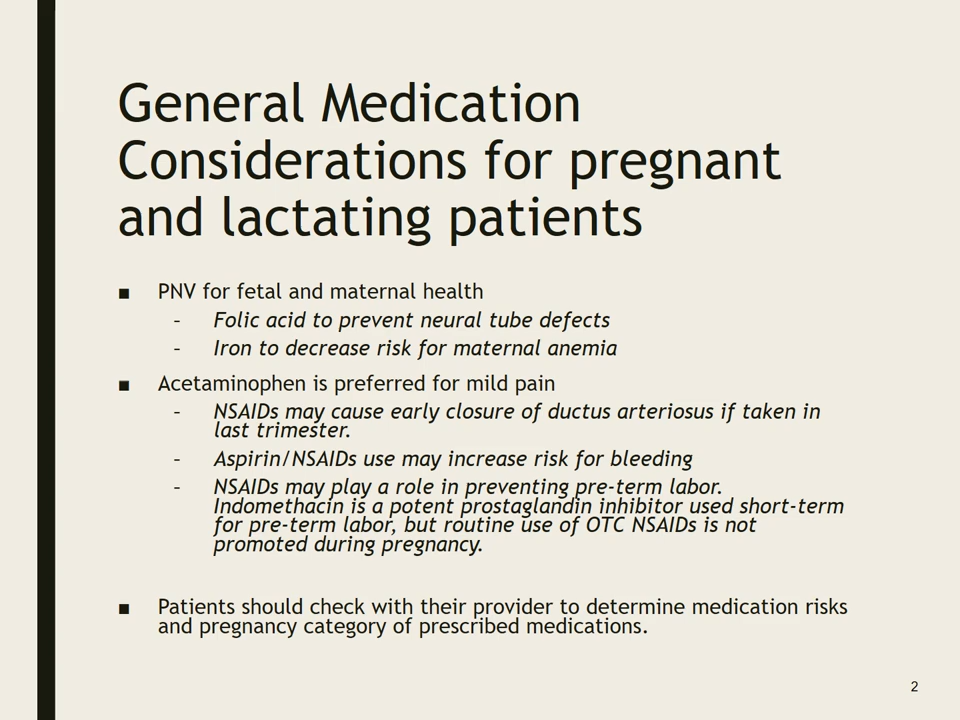 General Medication
Considerations for pregnant
and lactating patients
■ PNV for fetal and maternal health
– Folic acid to prevent neural tube defects
– Iron to decrease risk for maternal anemia
■ Acetaminophen is preferred for mild pain
– NSAIDs may cause early closure of ductus arteriosus if taken in
last trimester.
– Aspirin/NSAIDs use may increase risk for bleeding
– NSAIDs may play a role in preventing pre-term labor.
Indomethacin is a potent prostaglandin inhibitor used short-term
for pre-term labor, but routine use of OTC NSAIDs is not
promoted during pregnancy.
■ Patients should check with their provider to determine medication risks
and pregnancy category of prescribed medications.
2